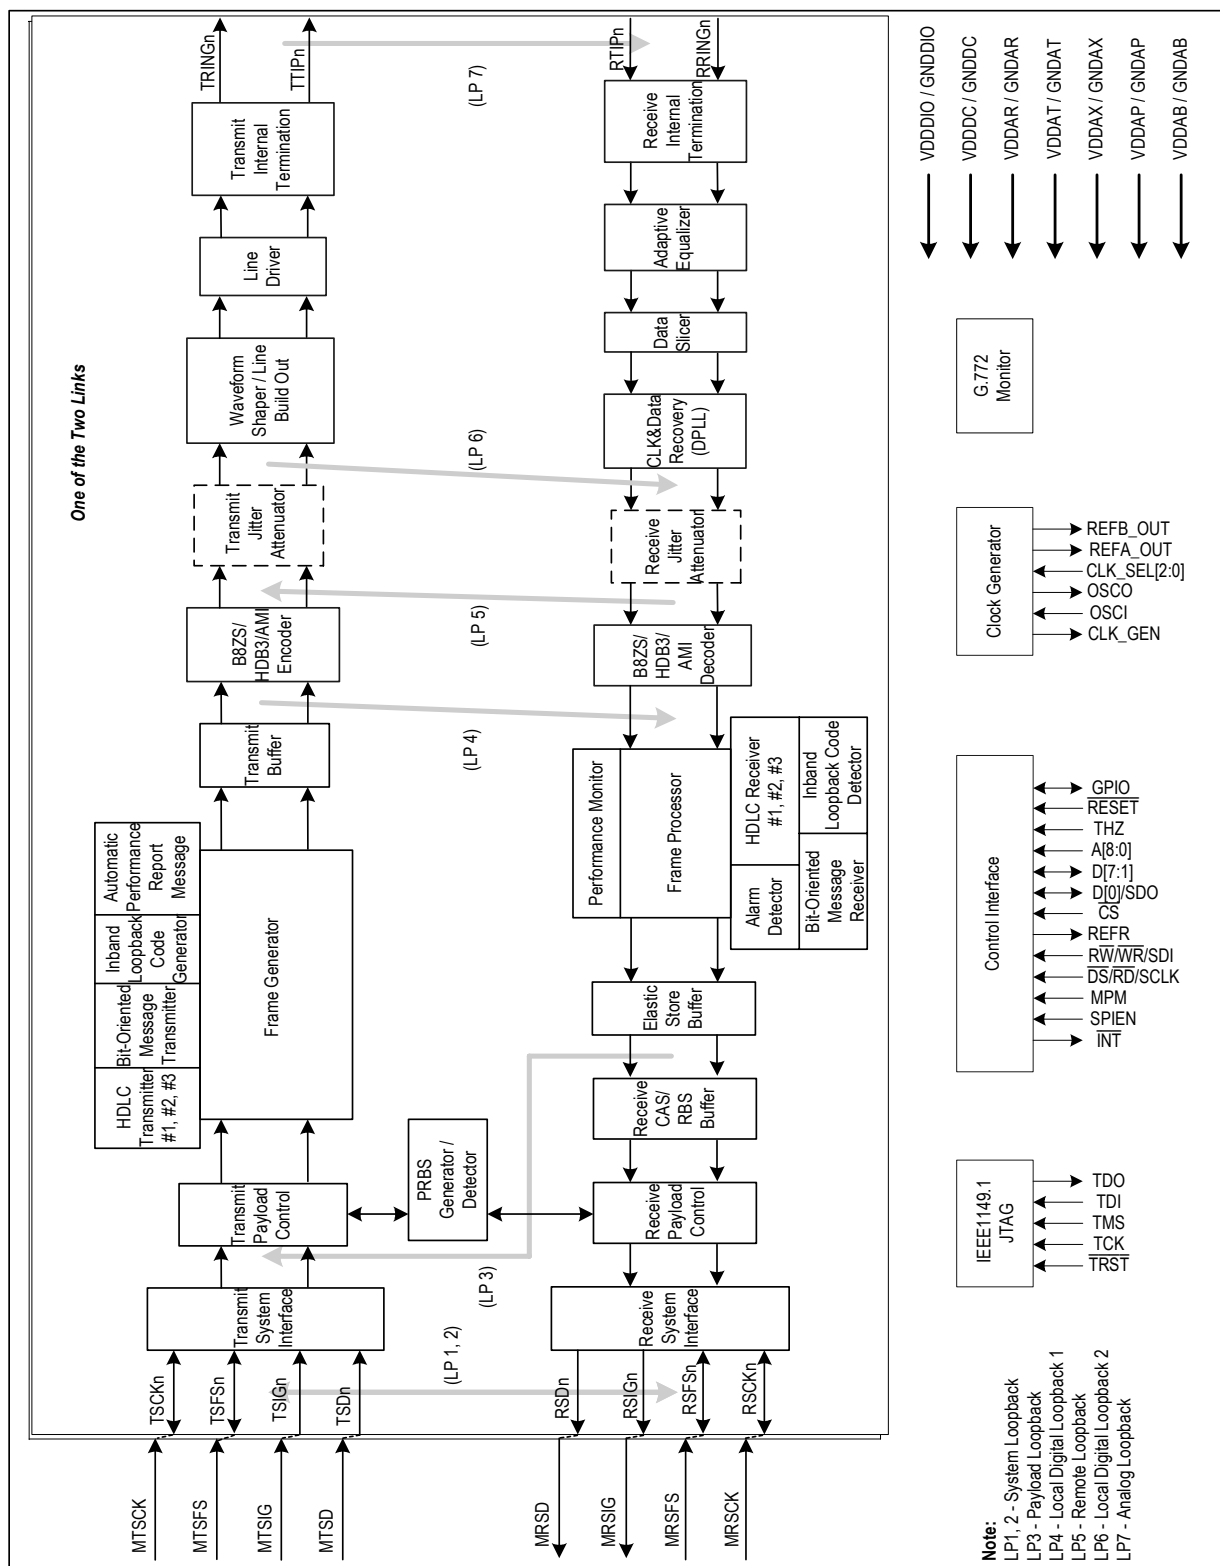 One of the Two Links
TRINGn
TTIPn
Transmit
Internal
Termination
Line
Driver
Waveform
Shaper / Line
Build Out
Transmit
Jitter
Attenuator
B8ZS/
HDB3/AMI
Encoder
Transmit
Buffer
Automatic
Performance
Report
Message
Inband
Loopback
Code
Generator
Bit-Oriented
Message
Transmitter
HDLC
Transmitter
#1, #2, #3
Frame Generator
Transmit
Payload
Control
Transmit
System
Interface
TSCKn
TSFSn
TSIGn
TSDn
MTSCK
MTSFS
MTSIG
MTSD
(LP 7)
(LP 6)
(LP 5)
(LP 4)
PRBS
Generator /
Detector
(LP 3)
(LP 1, 2)
RTIPn
RRINGn
Receive
Internal
Termination
Adaptive
Equalizer
Data
Slicer
CLK&Data
Recovery
(DPLL)
Receive
Jitter
Attenuator
B8ZS/
HDB3/
AMI
Decoder
Performance Monitor
Frame Processor
HDLC Receiver
#1, #2, #3
Inband
Loopback Code
Detector
Alarm
Detector
Bit-Oriented
Message
Receiver
Elastic
Store
Buffer
Receive
CAS/
RBS
Buffer
Receive
Payload
Control
Receive
System
Interface
RSDn
RSIGn
RSFSn
RSCKn
MRSD
MRSIG
MRSFS
MRSCK
VDDDIO / GNDDIO
VDDDC / GNDDC
VDDAR / GNDAR
VDDAT / GNDAT
VDDAX / GNDAX
VDDAP / GNDAP
VDDAB / GNDAB
G.772
Monitor
Clock Generator
REFB_OUT
REFA_OUT
CLK_SEL[2:0]
OSCO
OSCI
CLK_GEN
Control Interface
GPIO
RESET
THZ
A[8:0]
D[7:1]
D[0]/SDO
CS
REFR
RW/WR/SDI
DS/RD/SCLK
MPM
SPIEN
INT
IEEE1149.1
JTAG
TDO
TDI
TMS
TCK
TRST
Note:
LP1, 2 - System Loopback
LP3 - Payload Loopback
LP4 - Local Digital Loopback 1
LP5 - Remote Loopback
LP6 - Local Digital Loopback 2
LP7 - Analog Loopback